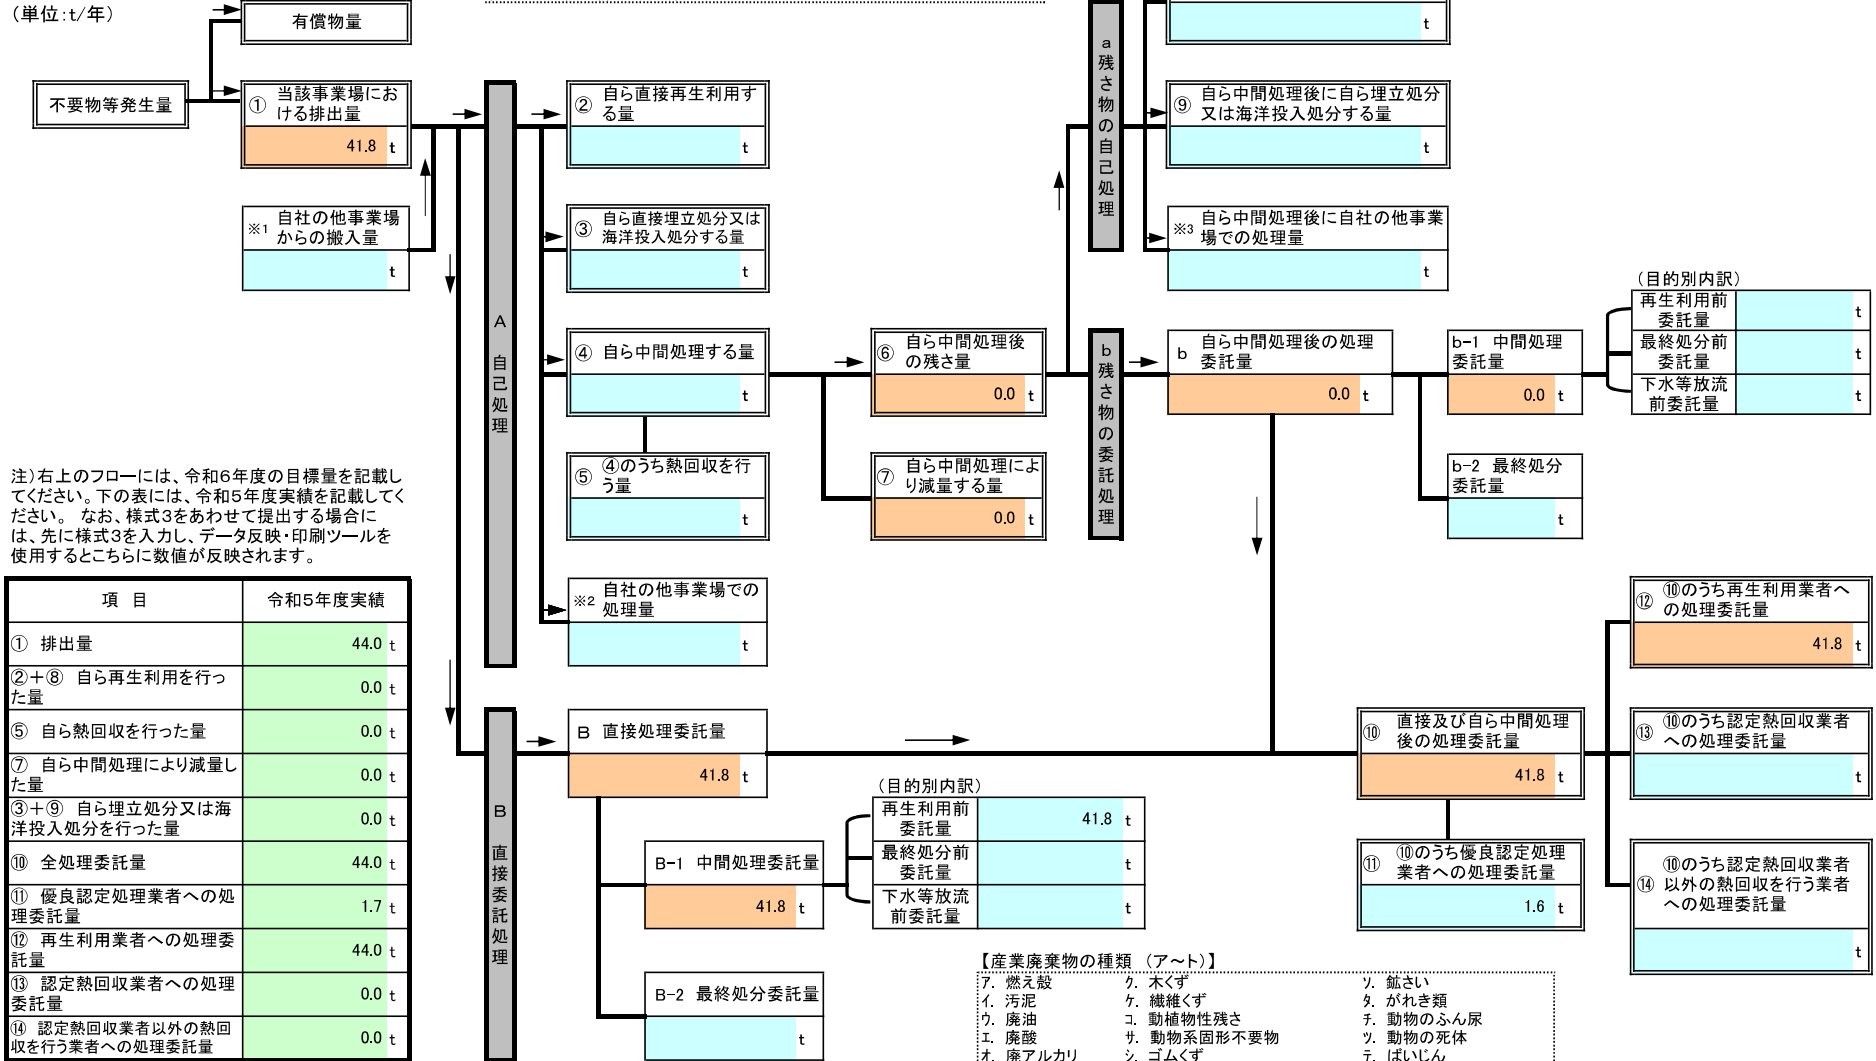 (単位:t/年)
有償物量
不要物等発生量
① 当該事業場にお
ける排出量
41.8 t
※1 自社の他事業場
からの搬入量
t
A 自己処理
② 自ら直接再生利用す
る量
t
③ 自ら直接埋立処分又は
海洋投入処分する量
t
④ 自ら中間処理する量
t
⑤ ④のうち熱回収を行
う量
t
※2 自社の他事業場での
処理量
t
⑥ 自ら中間処理後
の残さ量
0.0 t
⑦ 自ら中間処理によ
り減量する量
0.0 t
a残さ物の自己処理
t
⑨ 自ら中間処理後に自ら埋立処分
又は海洋投入処分する量
t
※3 自ら中間処理後に自社の他事業
場での処理量
t
b残さ物の委託処理
b 自ら中間処理後の処理
委託量
0.0 t
b-1 中間処理
委託量
0.0 t
b-2 最終処分
委託量
t
(目的別内訳)
再生利用前
委託量
t
最終処分前
委託量
t
下水等放流
前委託量
t
注)右上のフローには、令和6年度の目標量を記載し
てください。下の表には、令和5年度実績を記載してく
ださい。 なお、様式3をあわせて提出する場合に
は、先に様式3を入力し、データ反映・印刷ツールを
使用するとこちらに数値が反映されます。
項 目 令和5年度実績
① 排出量 44.0 t
②+⑧ 自ら再生利用を行っ
た量 0.0 t
⑤ 自ら熱回収を行った量 0.0 t
⑦ 自ら中間処理により減量し
た量 0.0 t
③+⑨ 自ら埋立処分又は海
洋投入処分を行った量 0.0 t
⑩ 全処理委託量 44.0 t
⑪ 優良認定処理業者への処
理委託量 1.7 t
⑫ 再生利用業者への処理委
託量 44.0 t
⑬ 認定熱回収業者への処理
委託量 0.0 t
⑭ 認定熱回収業者以外の熱回
収を行う業者への処理委託量 0.0 t
B 直接委託処理
B 直接処理委託量
41.8 t
B-1 中間処理委託量
41.8 t
B-2 最終処分委託量
t
(目的別内訳)
再生利用前
委託量
41.8 t
最終処分前
委託量
t
下水等放流
前委託量
t
⑩ 直接及び自ら中間処理
後の処理委託量
41.8 t
⑪ ⑩のうち優良認定処理
業者への処理委託量
1.6 t
⑫ ⑩のうち再生利用業者へ
の処理委託量
41.8 t
⑬ ⑩のうち認定熱回収業者
への処理委託量
t
⑭ ⑩のうち認定熱回収業者
以外の熱回収を行う業者
への処理委託量
t
【産業廃棄物の種類 (ア~ト)】
ア. 燃え殻 ク. 木くず ソ. 鉱さい
イ. 汚泥 ケ. 繊維くず タ. がれき類
ウ. 廃油 コ. 動植物性残さ チ. 動物のふん尿
エ. 廃酸 サ. 動物系固形不要物 ツ. 動物の死体
オ. 廃アルカリ シ. ゴムくず テ. ばいじん